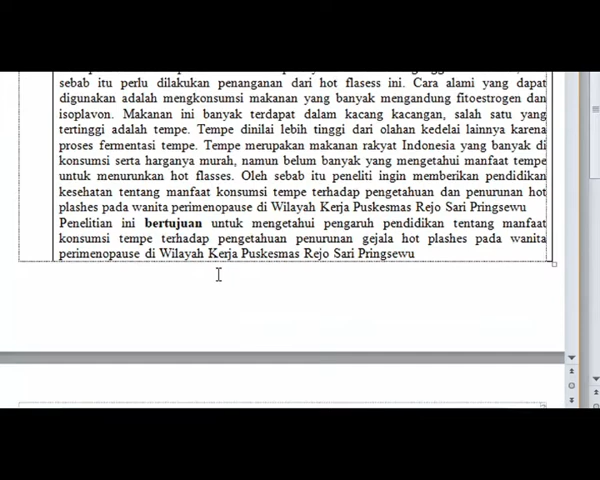 sebab itu perlu dilakukan penanganan dari hot flasess ini. Cara alami yang dapat
digunakan adalah mengkonsumsi makanan yang banyak mengandung fitoestrogen dan
isoplavon. Makanan ini banyak terdapat dalam kacang kacangan, salah satu yang
tertinggi adalah tempe. Tempe dinilai lebih tinggi dari olahan kedelai lainnya karena
proses fermentasi tempe. Tempe merupakan makanan rakyat Indonesia yang banyak di
konsumsi serta harganya murah, namun belum banyak yang mengetahui manfaat tempe
untuk menurunkan hot flasses. Oleh sebab itu peneliti ingin memberikan pendidikan
kesehatan tentang manfaat konsumsi tempe terhadap pengetahuan dan penurunan hot
plashes pada wanita perimenopause di Wilayah Kerja Puskesmas Rejo Sari Pringsewu
Penelitian ini bertujuan untuk mengetahui pengaruh pendidikan tentang manfaat
konsumsi tempe terhadap pengetahuan penurunan gejala hot plashes pada wanita
perimenopause di Wilayah Kerja Puskesmas Rejo Sari Pringsewu